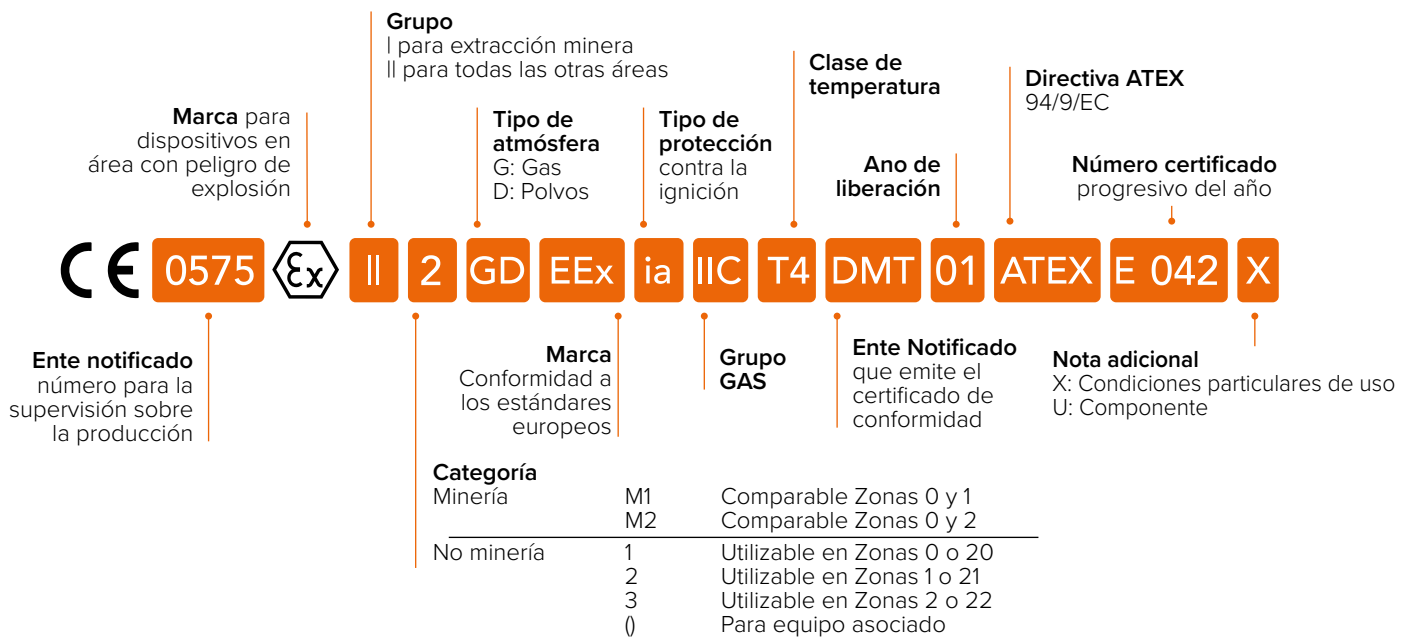 Grupo
I para extracción minera
II para todas las otras áreas
Marca para
dispositivos en
área con peligro de
explosión
Tipo de
atmósfera
G: Gas
D: Polvos
Tipo de
protección
contra la
ignición
Clase de
temperatura
Ano de
liberación
Directiva ATEX
94/9/EC
Número certificado
progresivo del año
CE 0575 Ex II 2 GD EEx ia IIC T4 DMT 01 ATEX E 042 X
Ente notificado
número para la
supervisión sobre
la producción
Marca
Conformidad a
los estándares
europeos
Grupo
GAS
Ente Notificado
que emite el
certificado de
conformidad
Nota adicional
X: Condiciones particulares de uso
U: Componente
Categoría
Minería M1 Comparable Zonas 0 y 1
M2 Comparable Zonas 0 y 2
No minería 1 Utilizable en Zonas 0 o 20
2 Utilizable en Zonas 1 o 21
3 Utilizable en Zonas 2 o 22
() Para equipo asociado